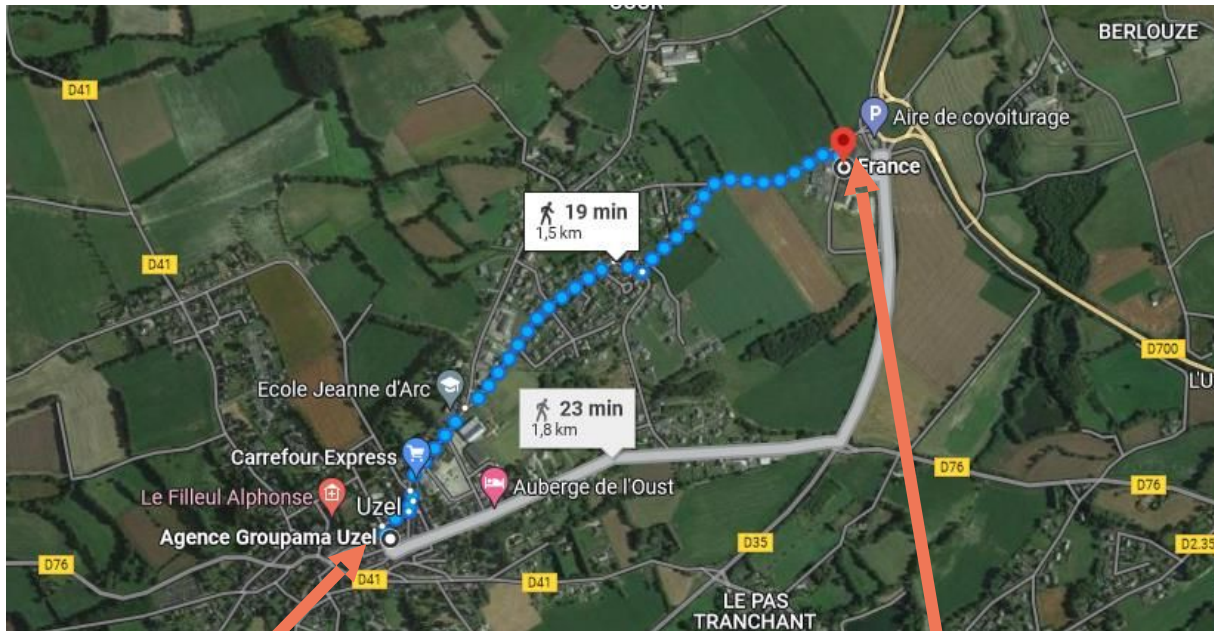 BERLOUZE
D41
Aire de covoiturage
France
19 min
1,5 km
D41
D700
L'U
Ecole Jeanne d'Arc
23 min
1,8 km
Carrefour Express
D76
Auberge de l'Oust
D76
Le Filleul Alphonse
Uzel
Agence Groupama Uzel
D35
D2.35
D76
D41
D41
LE PAS
TRANCHANT